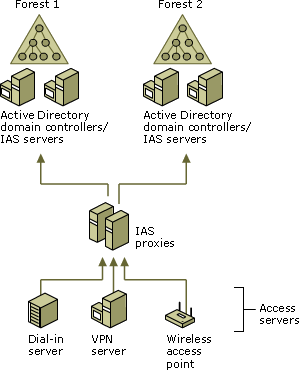 Forest 1
Forest 2
Active Directory
domain controllers/
IAS servers
Active Directory
domain controllers/
IAS servers
IAS
proxies
Dial-in
server
VPN
server
Wireless
access
point
Access
servers